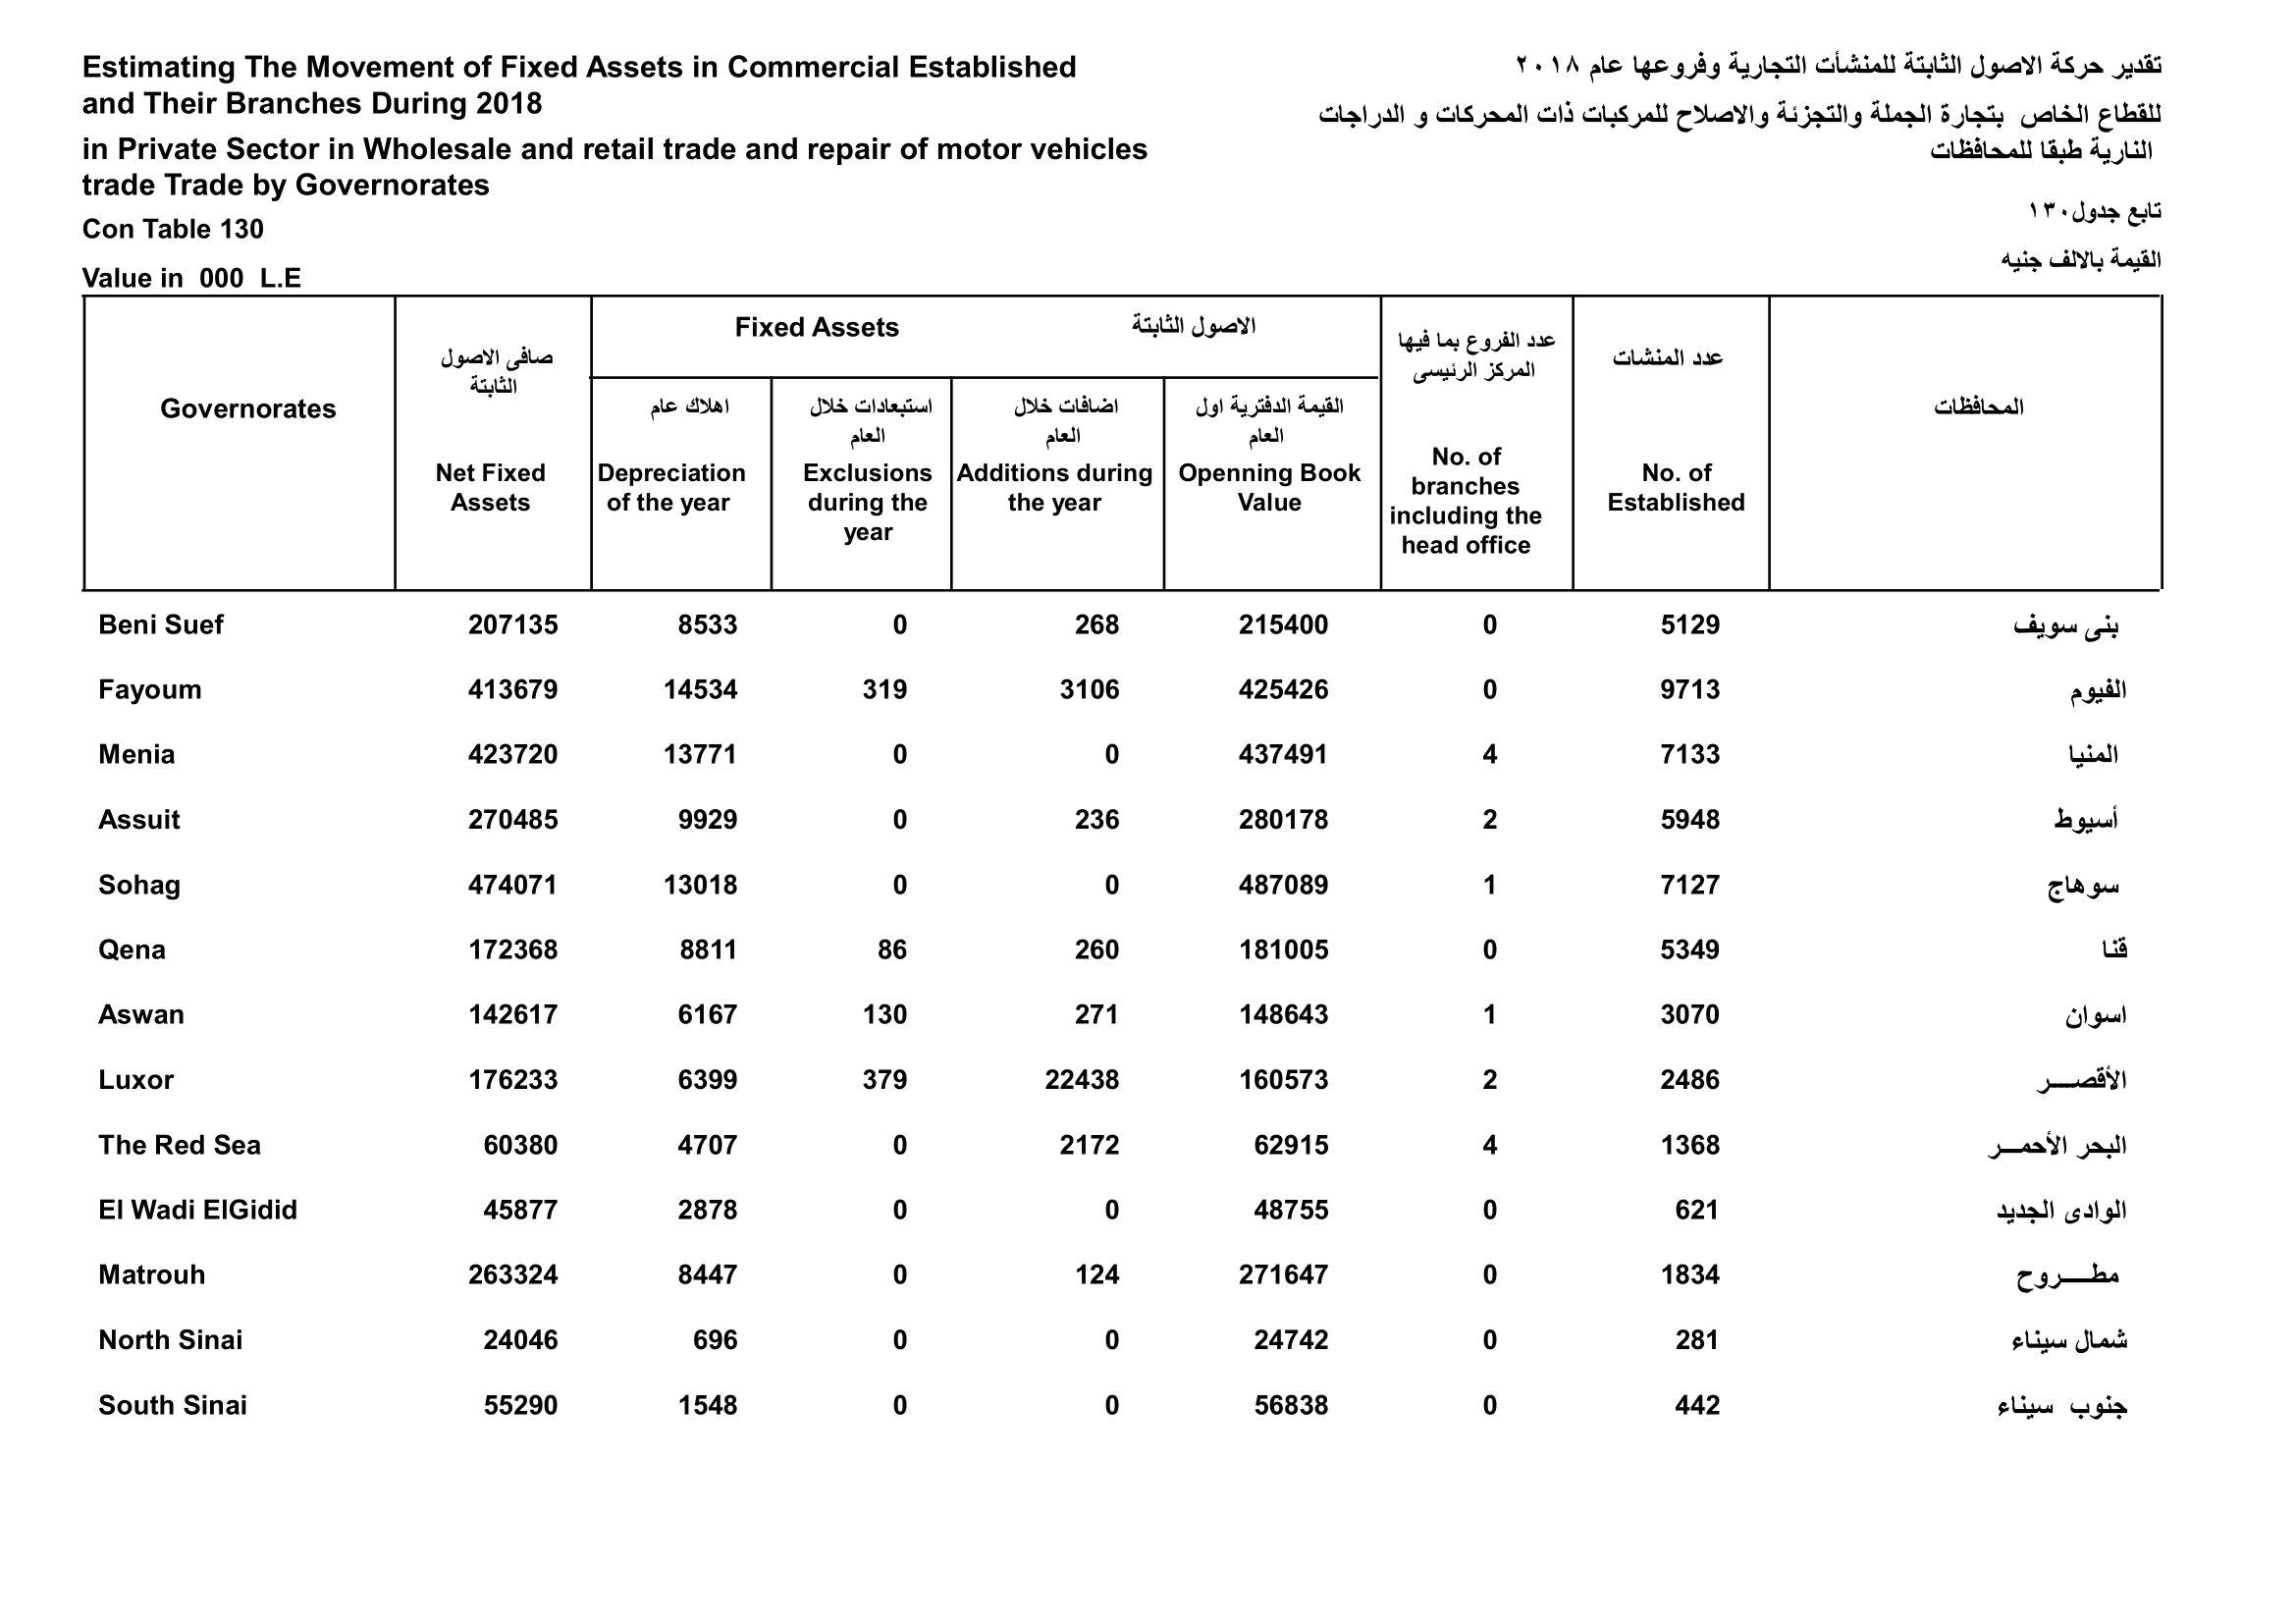 Estimating The Movement of Fixed Assets in Commercial Established
and Their Branches During 2018
in Private Sector in Wholesale and retail trade and repair of motor vehicles
trade Trade by Governorates
Con Table 130
Value in 000 L.E
تقدير حركة الاصول الثابتة للمنشأت التجارية وفروعها عام ٢٠١٨
للقطاع الخاص بتجارة الجملة والتجزئة والاصلاح للمركبات ذات المحركات و الدراجات
النارية طبقا للمحافظات
تابع جدول١٣٠
القيمة بالالف جنيه
Governorates
صافى الاصول
الثابتة
Net Fixed
Assets
Fixed Assets الاصول الثابتة
اهلاك عام
Depreciation
of the year
استبعادات خلال
العام
Exclusions
during the
year
اضافات خلال
العام
Additions during
the year
القيمة الدفترية اول
العام
Openning Book
Value
عدد الفروع بما فيها
المركز الرئيسى
No. of
branches
including the
head office
عدد المنشات
No. of
Established
المحافظات
Beni Suef 207135 8533 0 268 215400 0 5129 بنى سويف
Fayoum 413679 14534 319 3106 425426 0 9713 الفيوم
Menia 423720 13771 0 0 437491 4 7133 المنيا
Assuit 270485 9929 0 236 280178 2 5948 أسيوط
Sohag 474071 13018 0 0 487089 1 7127 سوهاج
Qena 172368 8811 86 260 181005 0 5349 قنا
Aswan 142617 6167 130 271 148643 1 3070 اسوان
Luxor 176233 6399 379 22438 160573 2 2486 الأقصـــر
The Red Sea 60380 4707 0 2172 62915 4 1368 البحر الأحمـــر
El Wadi ElGidid 45877 2878 0 0 48755 0 621 الوادى الجديد
Matrouh 263324 8447 0 124 271647 0 1834 مطـــروح
North Sinai 24046 696 0 0 24742 0 281 شمال سيناء
South Sinai 55290 1548 0 0 56838 0 442 جنوب سيناء